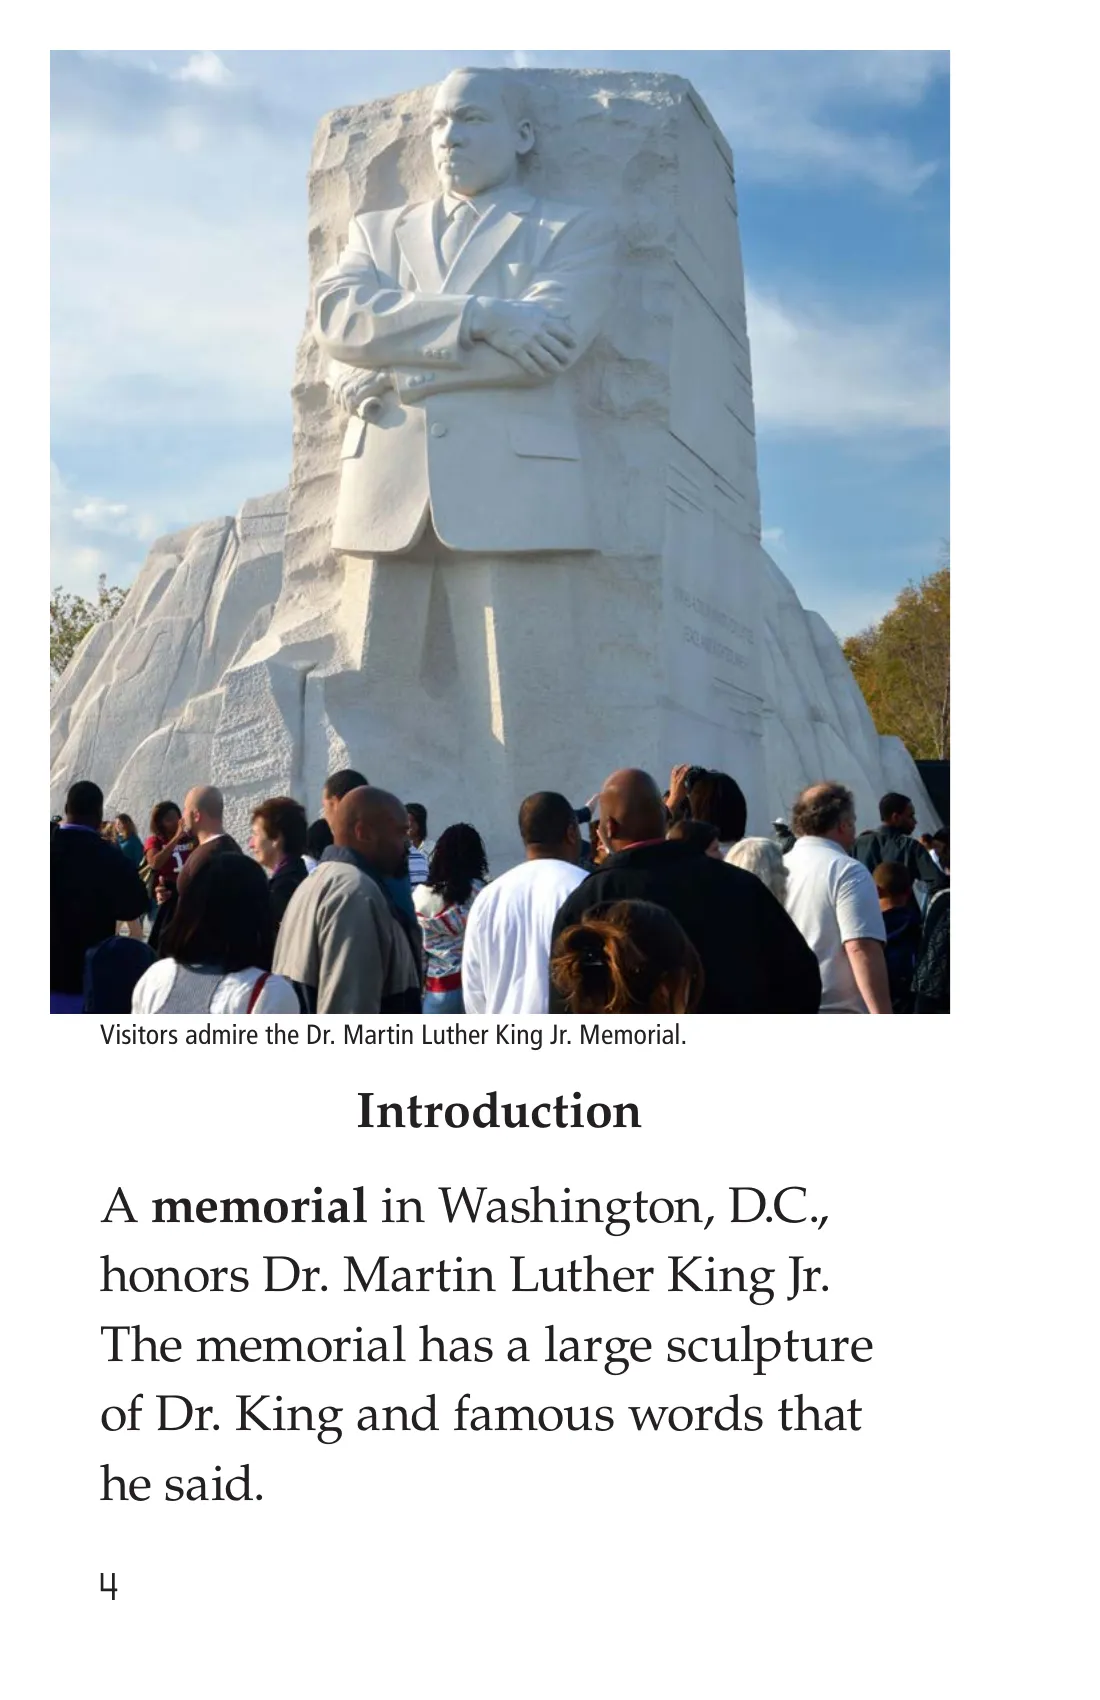 Visitors admire the Dr. Martin Luther King Jr. Memorial.
Introduction
A memorial in Washington, D.C.,
honors Dr. Martin Luther King Jr.
The memorial has a large sculpture
of Dr. King and famous words that
he said.
4